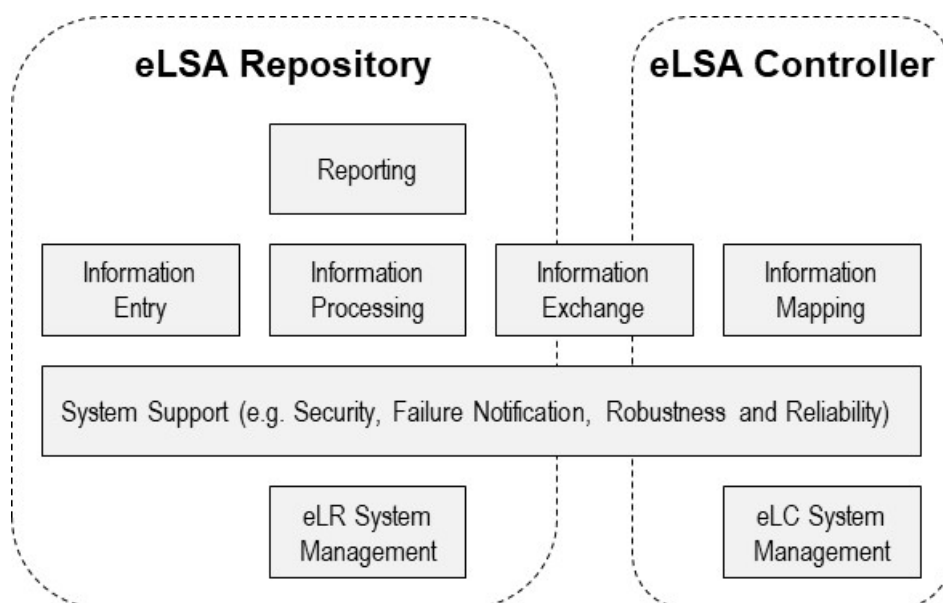 eLSA Repository
eLSA Controller
Reporting
Information
Entry
Information
Processing
Information
Exchange
Information
Mapping
System Support (e.g. Security, Failure Notification, Robustness and Reliability)
eLR System
Management
eLC System
Management